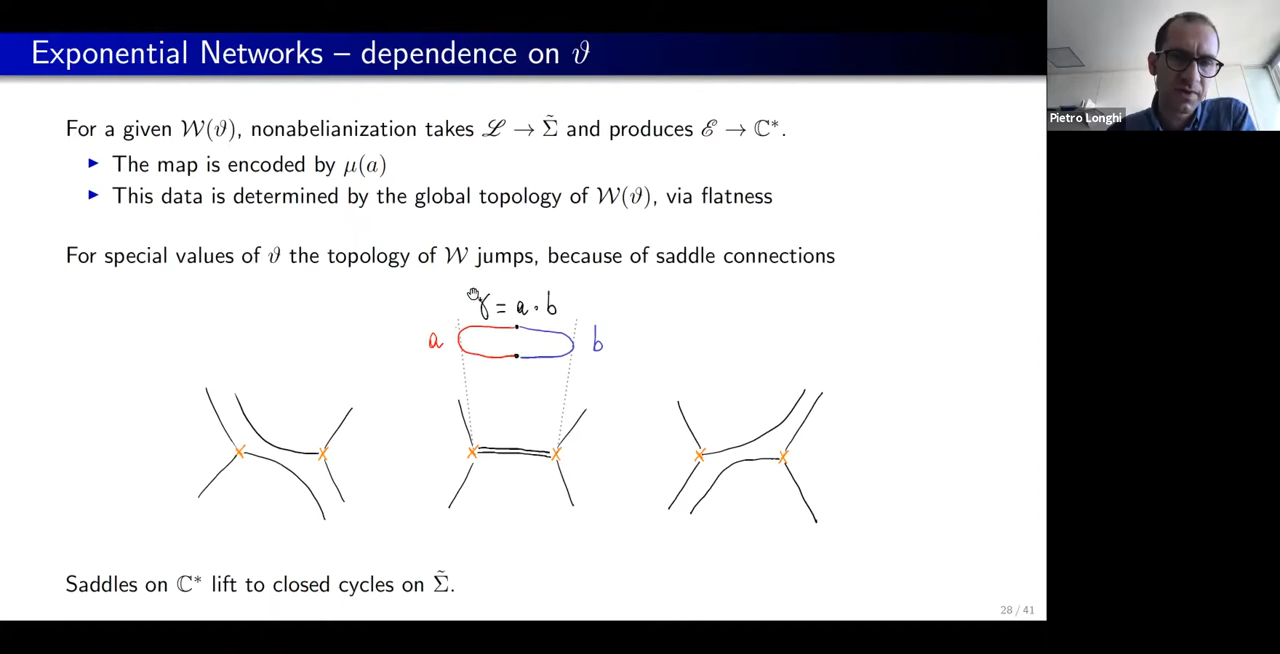 Exponential Networks – dependence on ϑ
Pietro Longhi
For a given 𝒲(ϑ), nonabelianization takes ℒ → Σ̃ and produces ℰ → ℂ*.
▶ The map is encoded by μ(a)
▶ This data is determined by the global topology of 𝒲(ϑ), via flatness
For special values of ϑ the topology of 𝒲 jumps, because of saddle connections
γ = a · b
a b
Saddles on ℂ* lift to closed cycles on Σ̃.
28 / 41